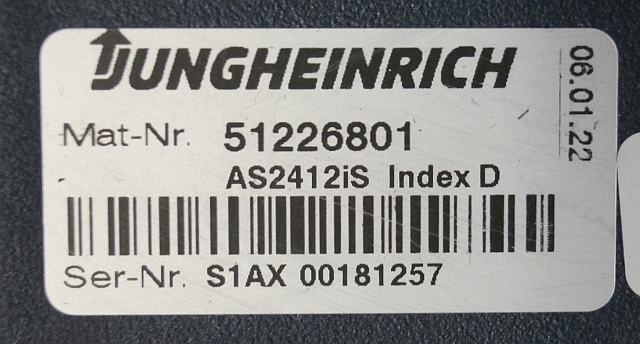 JUNGHEINRICH
06.01.22
Mat-Nr. 51226801
AS2412iS Index D
Ser-Nr. S1AX 00181257